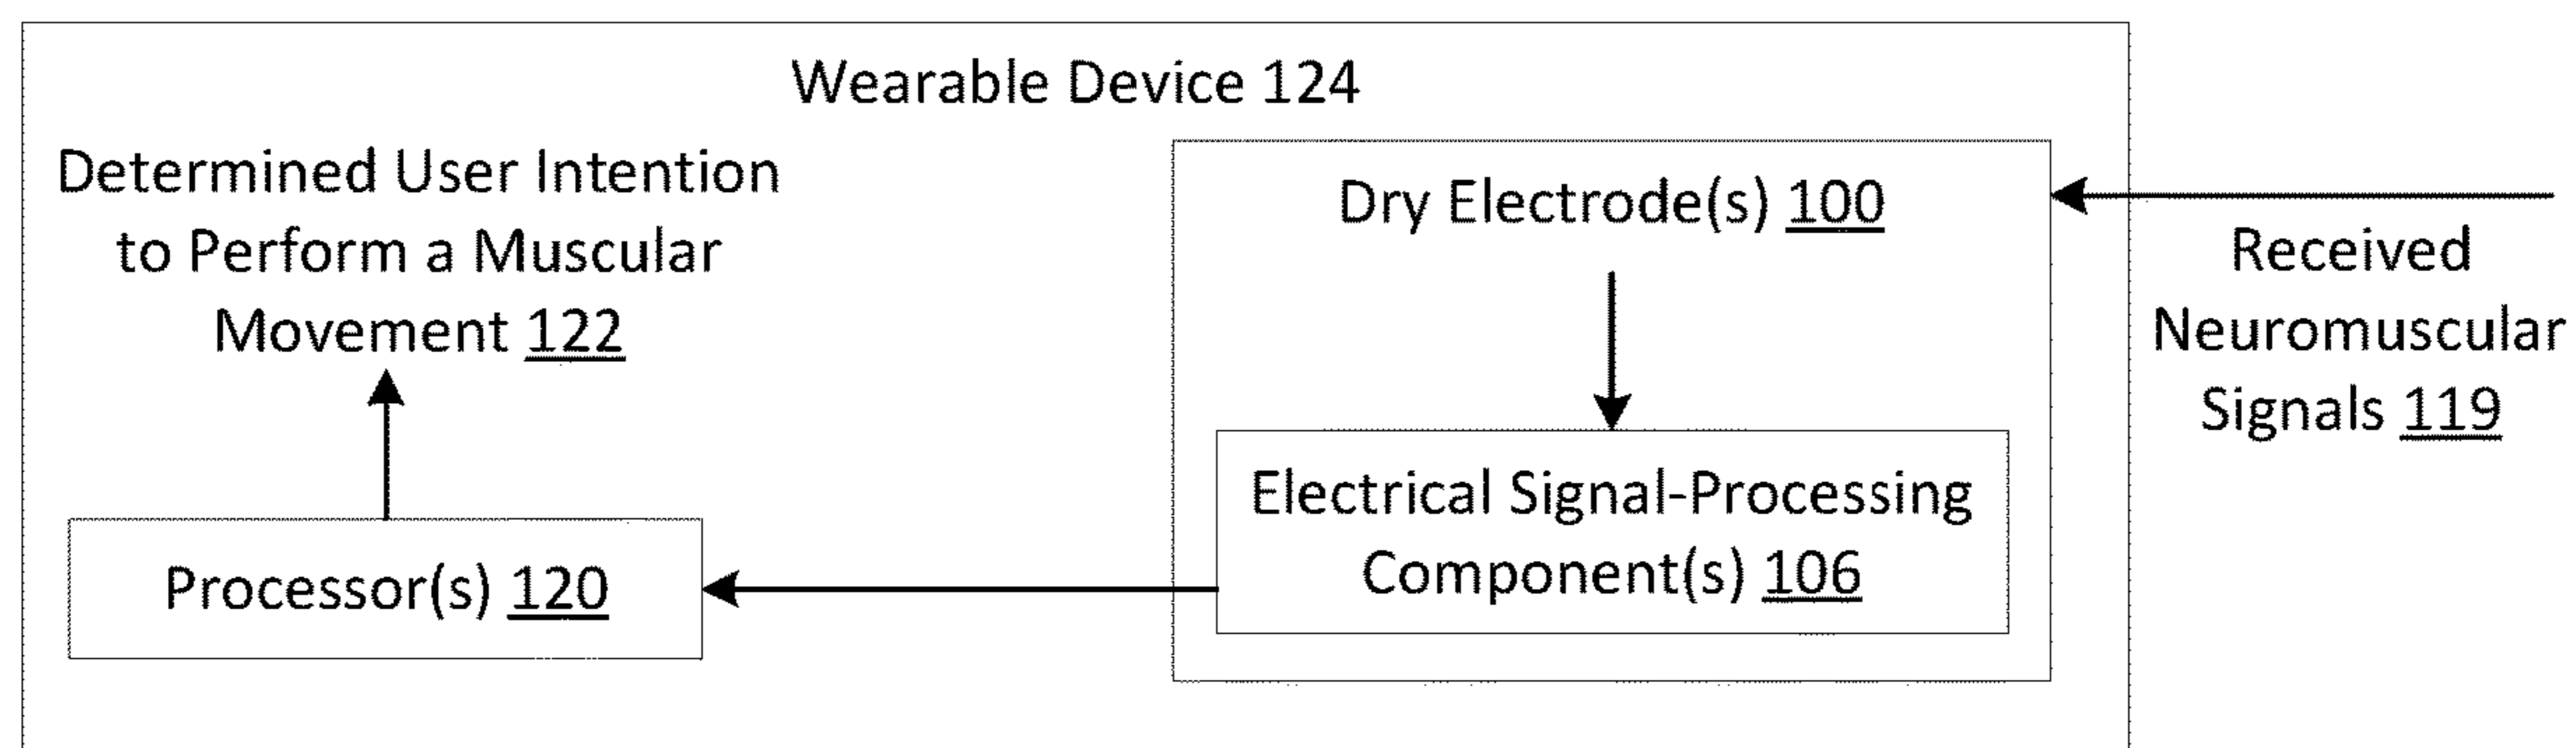 Wearable Device 124
Determined User Intention
to Perform a Muscular
Movement 122
Dry Electrode(s) 100
Received
Neuromuscular
Signals 119
Electrical Signal-Processing
Component(s) 106
Processor(s) 120